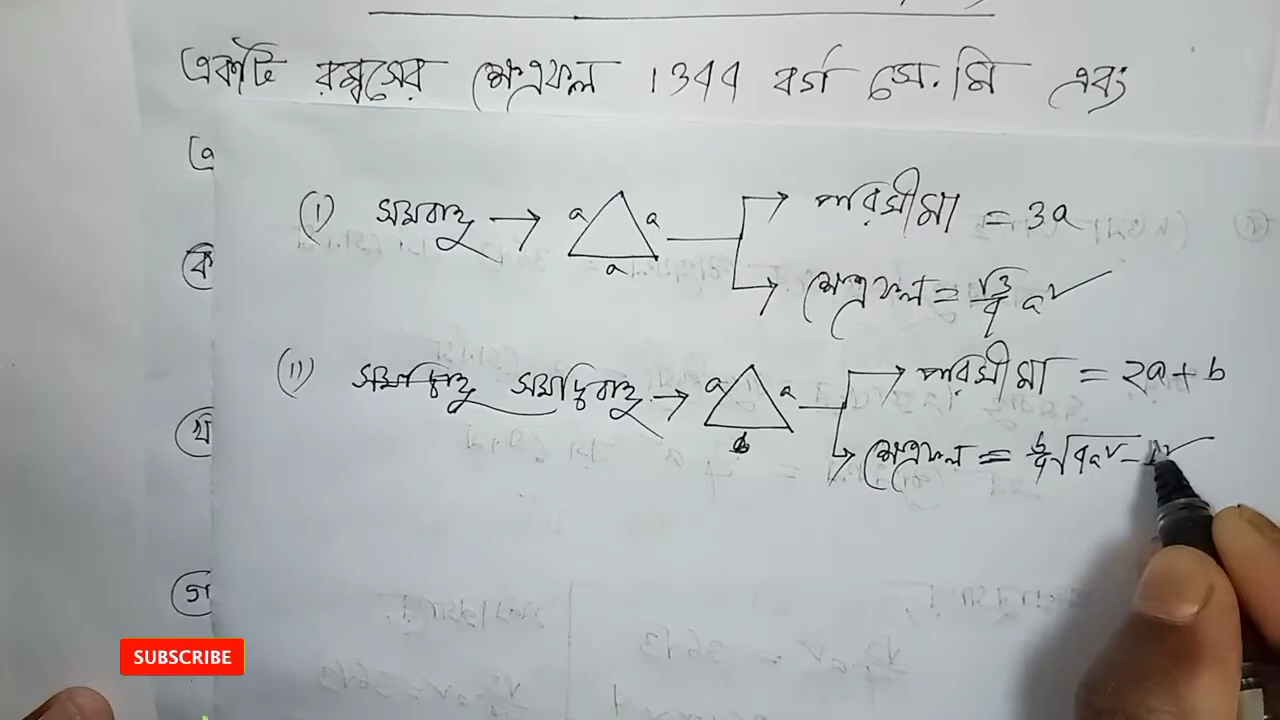 একটি রম্বসের ক্ষেত্রফল 1344 বর্গ সে.মি এবং
এ
(i) সমবাহু → a a a → পরিসীমা = 3a
→ ক্ষেত্রফল = √3/4 a²
ক
(ii) সমদ্বিবাহু সমদ্বিবাহু → a a b → পরিসীমা = 2a + b
→ ক্ষেত্রফল = b/4 √4a² -
খ
গ
SUBSCRIBE